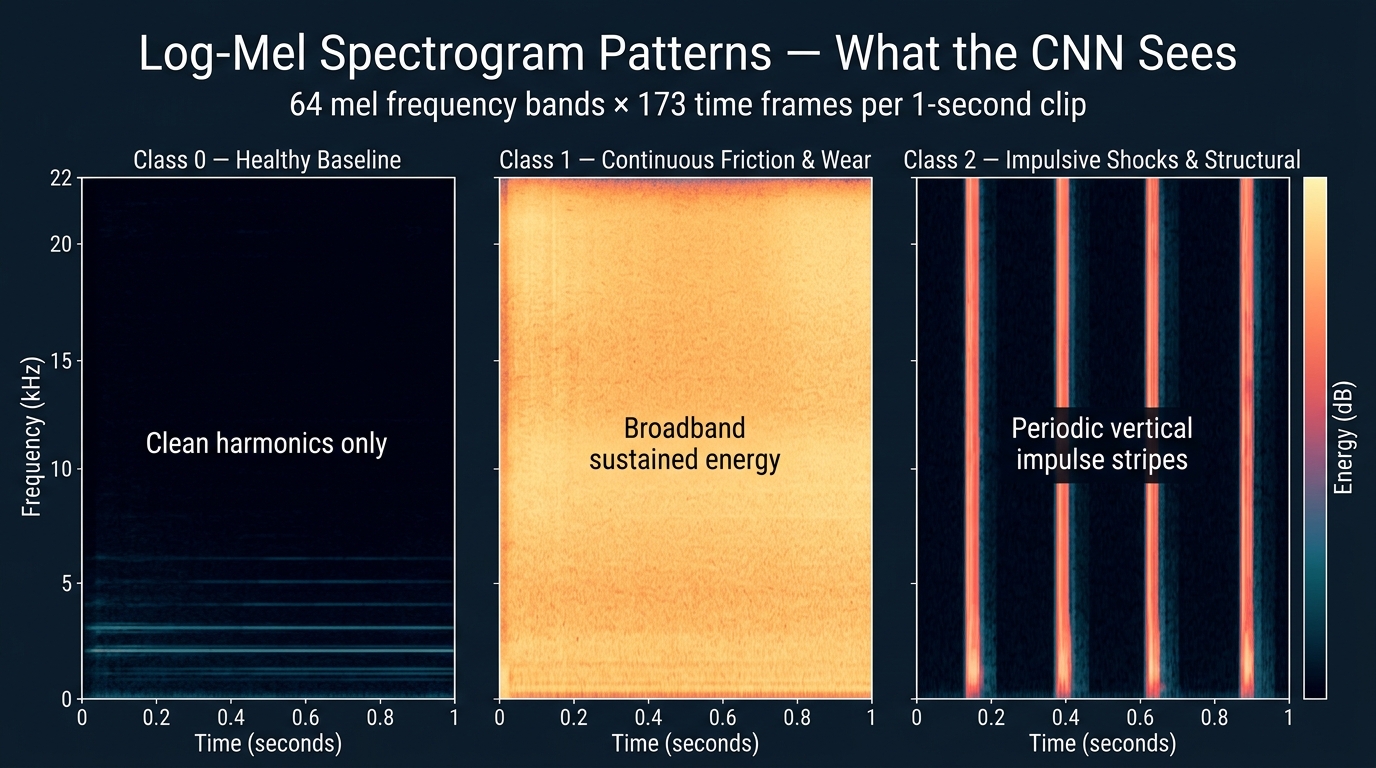 Log-Mel Spectrogram Patterns — What the CNN Sees
64 mel frequency bands × 173 time frames per 1-second clip
Class 0 — Healthy Baseline
Class 1 — Continuous Friction & Wear
Class 2 — Impulsive Shocks & Structural
Frequency (kHz)
22
20
15
10
5
0
Clean harmonics only
0 0.2 0.4 0.6 0.8 1
Time (seconds)
Broadband
sustained energy
0 0.2 0.4 0.6 0.8 1
Time (seconds)
Periodic vertical
impulse stripes
0 0.2 0.4 0.6 0.8 1
Time (seconds)
Energy (dB)